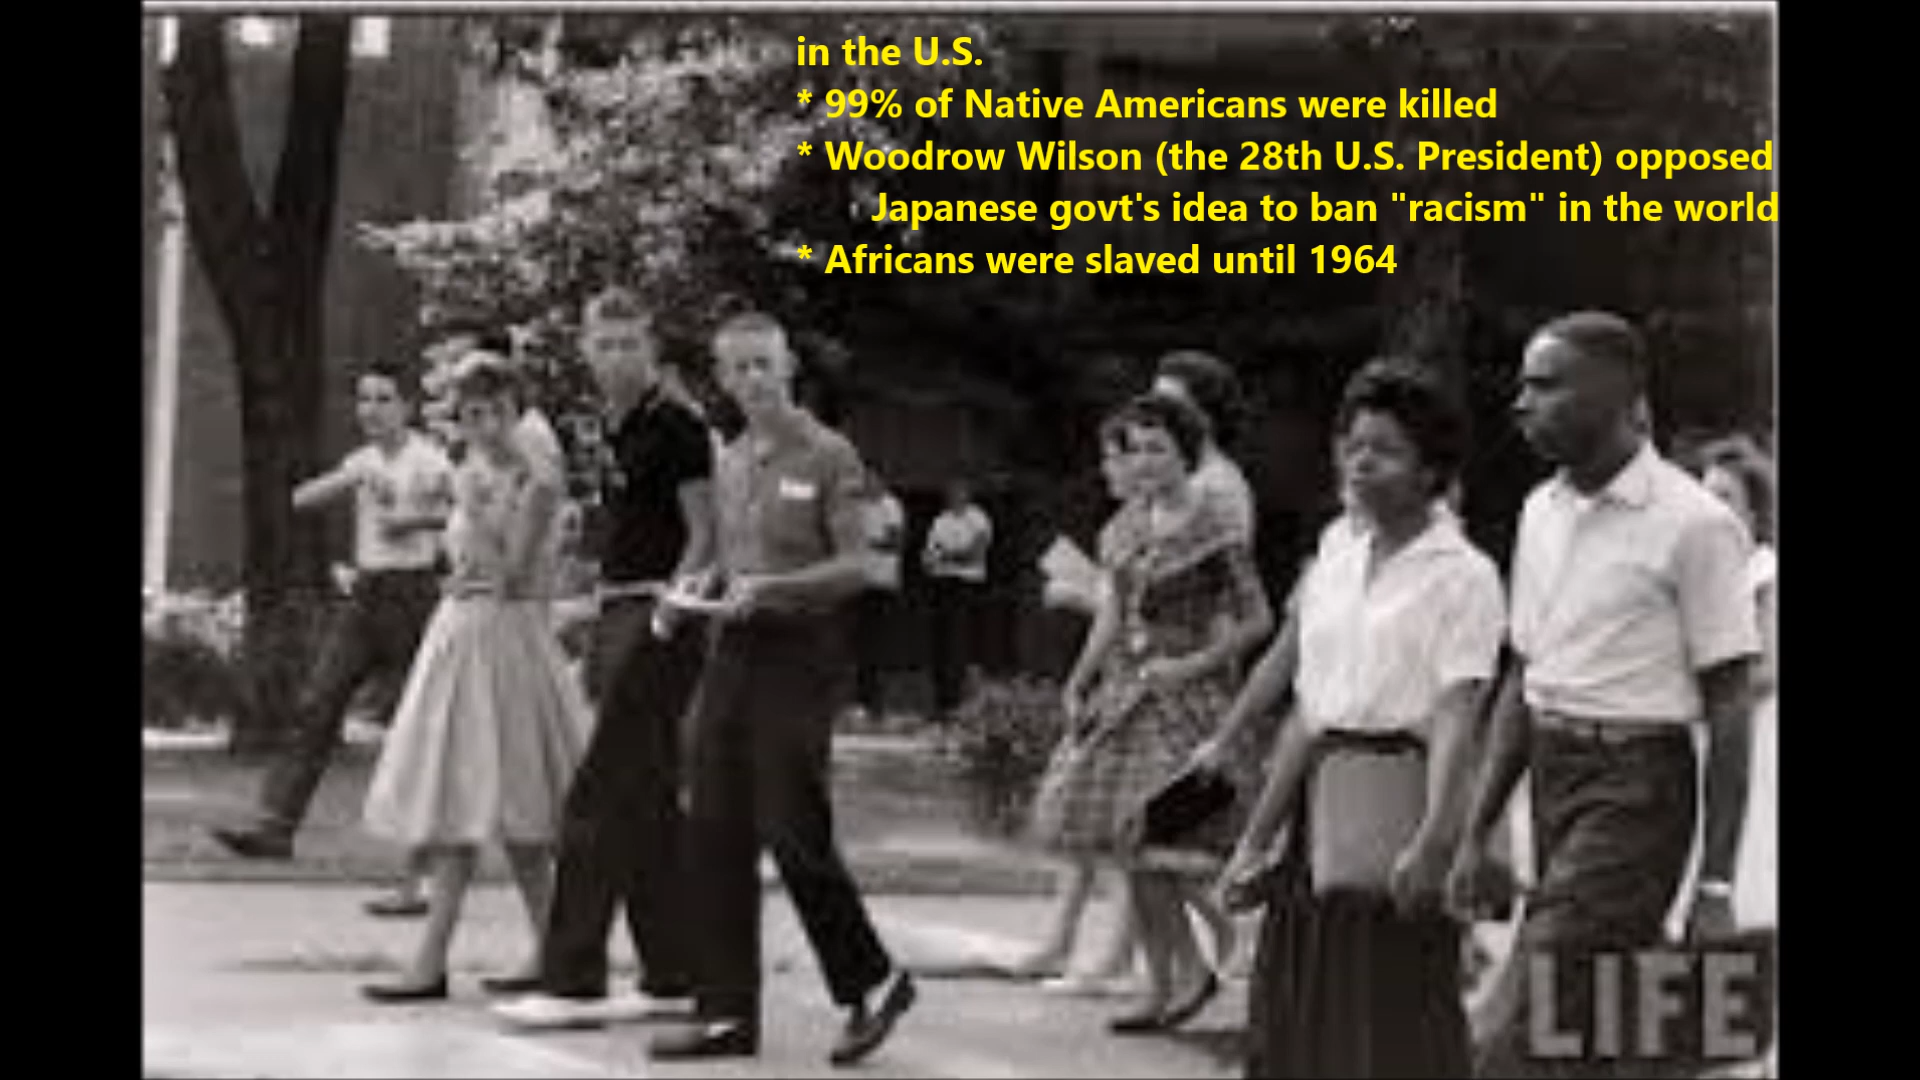 in the U.S.
* 99% of Native Americans were killed
* Woodrow Wilson (the 28th U.S. President) opposed
Japanese govt's idea to ban "racism" in the world
* Africans were slaved until 1964
LIFE